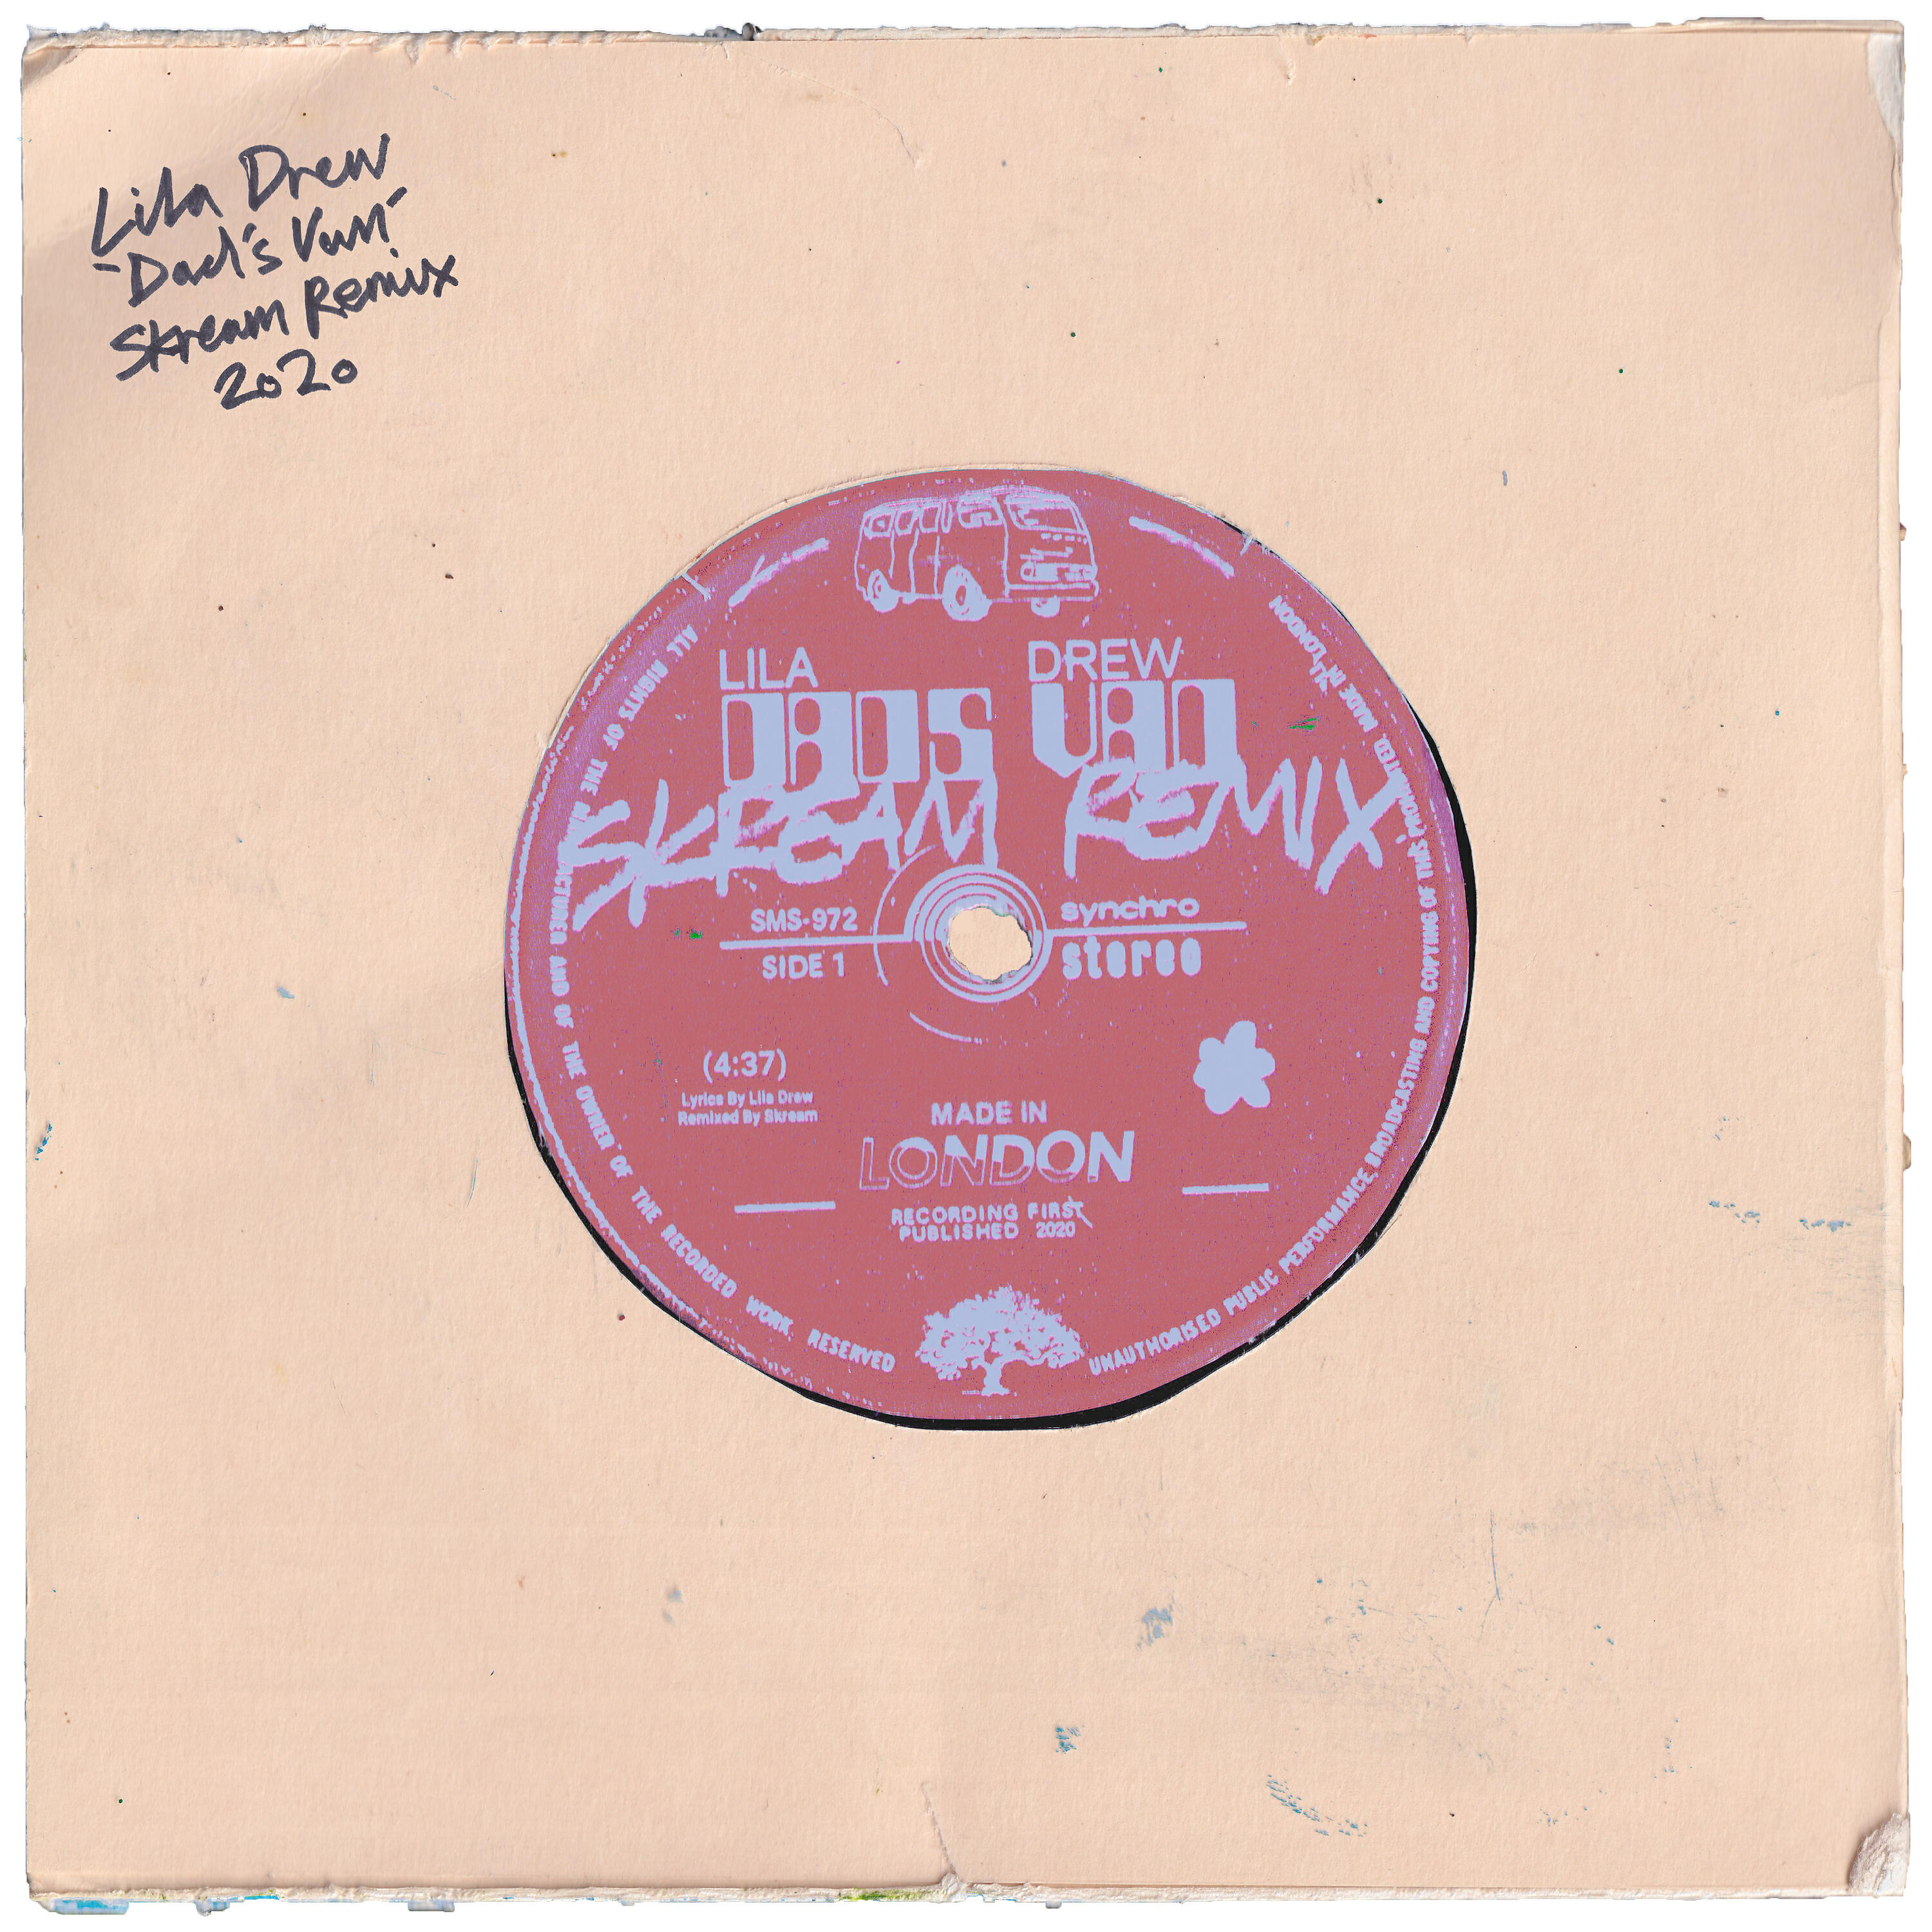 Lila Drew
-Dad's Van-
Skream Remix
2020
LILA DREW
DADS VAN
SKREAM REMIX
SMS-972
SIDE 1
synchro
stereo
(4:37)
Lyrics By Lila Drew
Remixed By Skream
MADE IN
LONDON
RECORDING FIRST
PUBLISHED 2020
ALL RIGHTS OF THE MANUFACTURER AND OF THE OWNER OF THE RECORDED WORK RESERVED
UNAUTHORISED PUBLIC PERFORMANCE, BROADCASTING AND COPYING OF THIS PROHIBITED. MADE IN LONDON